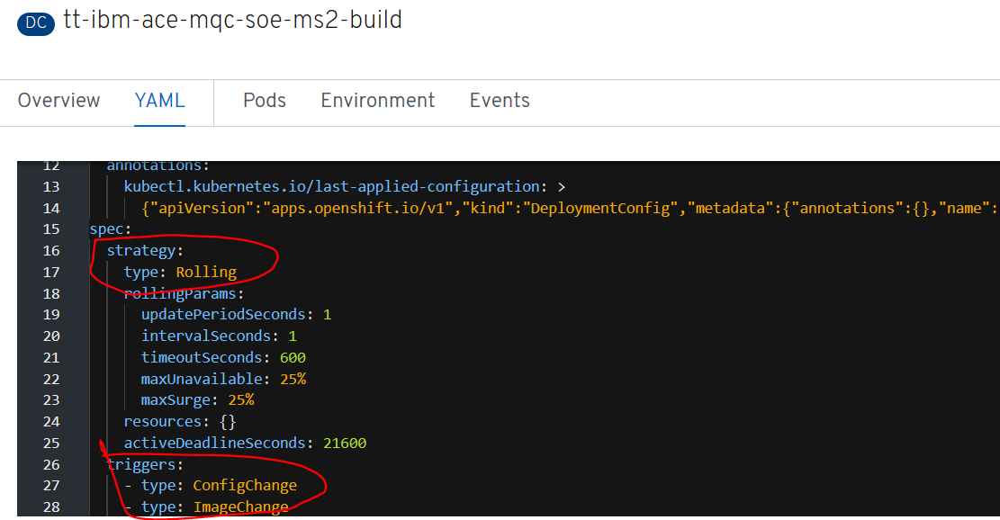 DC tt-ibm-ace-mqc-soe-ms2-build
Overview YAML Pods Environment Events
12 annotations:
13 kubectl.kubernetes.io/last-applied-configuration: >
14 {"apiVersion":"apps.openshift.io/v1","kind":"DeploymentConfig","metadata":{"annotations":{},"name":
15 spec:
16 strategy:
17 type: Rolling
18 rollingParams:
19 updatePeriodSeconds: 1
20 intervalSeconds: 1
21 timeoutSeconds: 600
22 maxUnavailable: 25%
23 maxSurge: 25%
24 resources: {}
25 activeDeadlineSeconds: 21600
26 triggers:
27 - type: ConfigChange
28 - type: ImageChange